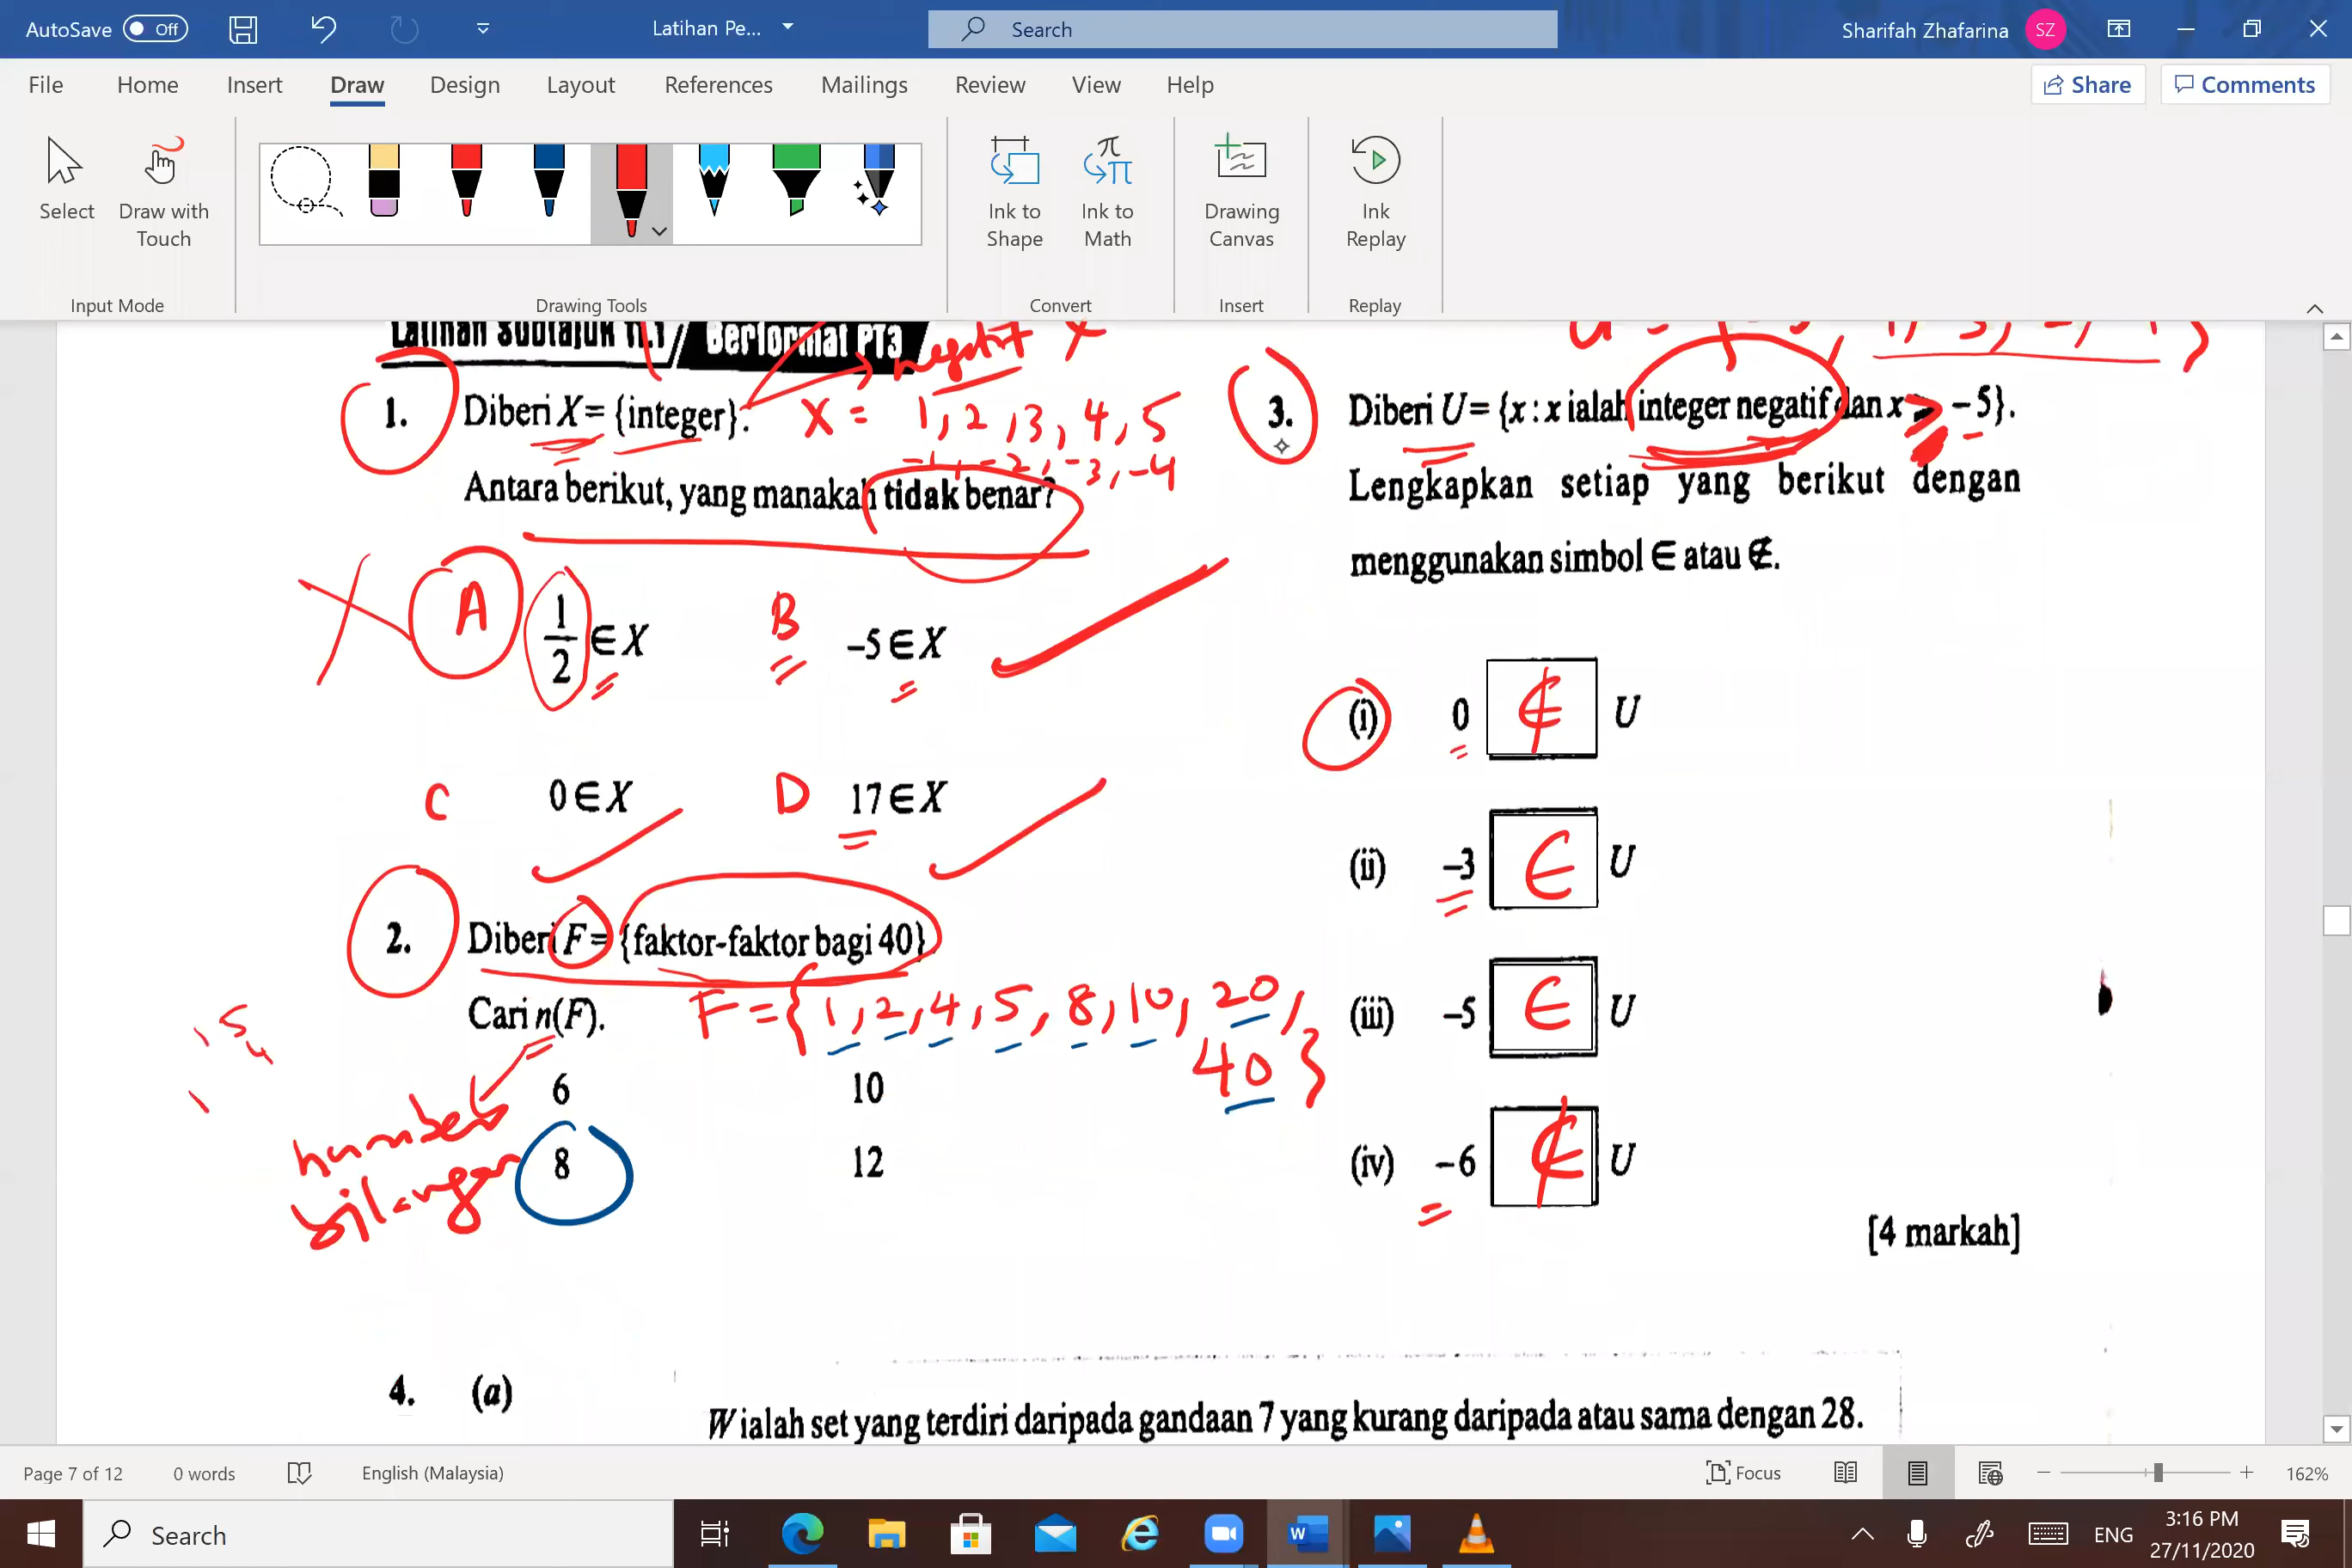 AutoSave Off Latihan Pe... Search Sharifah Zhafarina SZ
File Home Insert Draw Design Layout References Mailings Review View Help Share Comments
Select Draw with Touch Ink to Shape Ink to Math Drawing Canvas Ink Replay
Input Mode Drawing Tools Convert Insert Replay
Latihan Subtajuk 11.1 Berformat PT3
negatif
1. Diberi X = {integer}.
X = 1, 2, 3, 4, 5
-1, -2, -3, -4
Antara berikut, yang manakah tidak benar?
A 1/2 ∈ X B –5 ∈ X
C 0 ∈ X D 17 ∈ X
2. Diberi F = {faktor-faktor bagi 40}
Cari n(F).
F = {1, 2, 4, 5, 8, 10, 20,
40}
6 10
8 12
bilangan
3. Diberi U = {x : x ialah integer negatif dan x ≥ –5}.
Lengkapkan setiap yang berikut dengan
menggunakan simbol ∈ atau ∉.
(i) 0 ∉ U
(ii) –3 ∈ U
(iii) –5 ∈ U
(iv) –6 ∉ U
[4 markah]
4. (a)
W ialah set yang terdiri daripada gandaan 7 yang kurang daripada atau sama dengan 28.
Page 7 of 12 0 words English (Malaysia) Focus 162%
Search ENG 3:16 PM
27/11/2020